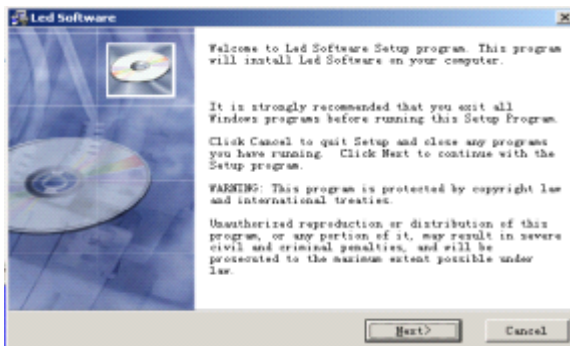 Led Software
Welcome to Led Software Setup program. This program
will install Led Software on your computer.
It is strongly recommended that you exit all
Windows programs before running this Setup Program.
Click Cancel to quit Setup and close any programs
you have running. Click Next to continue with the
Setup program.
WARNING: This program is protected by copyright law
and international treaties.
Unauthorized reproduction or distribution of this
program, or any portion of it, may result in severe
civil and criminal penalties, and will be
prosecuted to the maximum extent possible under
law.
Next>
Cancel